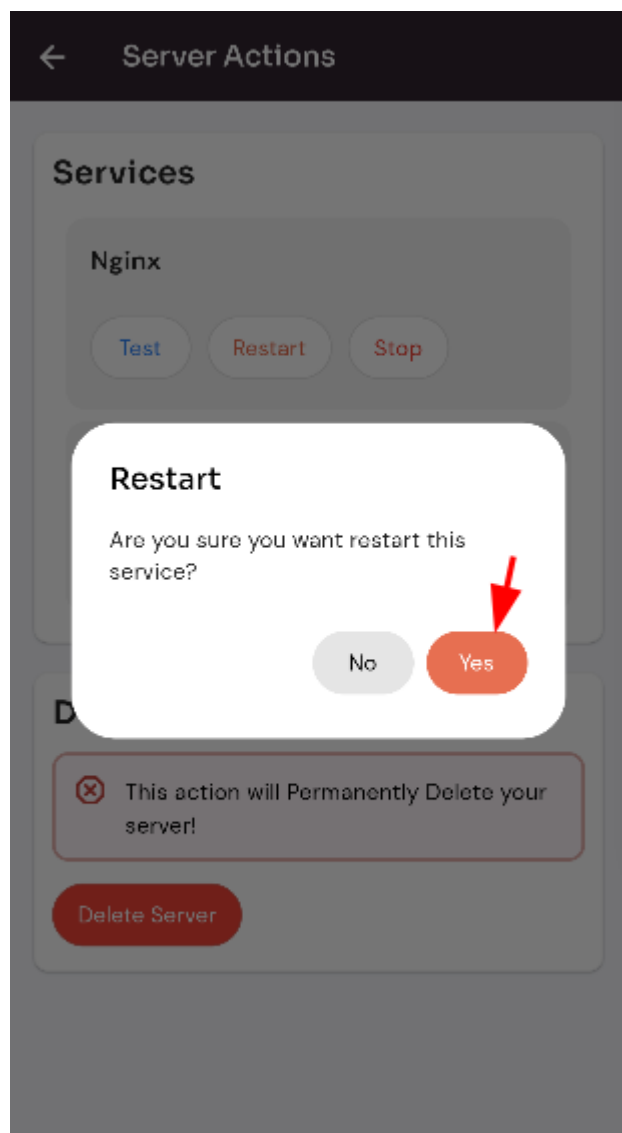 Server Actions
Services
Nginx
Test Restart Stop
Restart
Are you sure you want restart this
service?
No Yes
D
This action will Permanently Delete your
server!
Delete Server